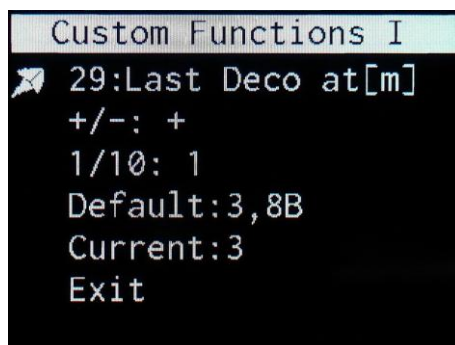 Custom Functions I
29:Last Deco at[m]
+/-: +
1/10: 1
Default:3,8B
Current:3
Exit